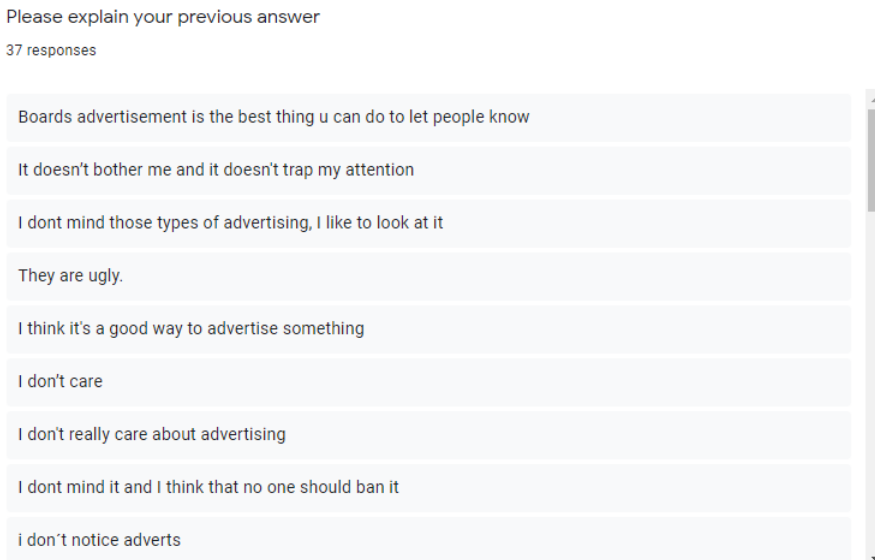 Please explain your previous answer
37 responses
Boards advertisement is the best thing u can do to let people know
It doesn't bother me and it doesn't trap my attention
I dont mind those types of advertising, I like to look at it
They are ugly.
I think it's a good way to advertise something
I don't care
I don't really care about advertising
I dont mind it and I think that no one should ban it
i don´t notice adverts